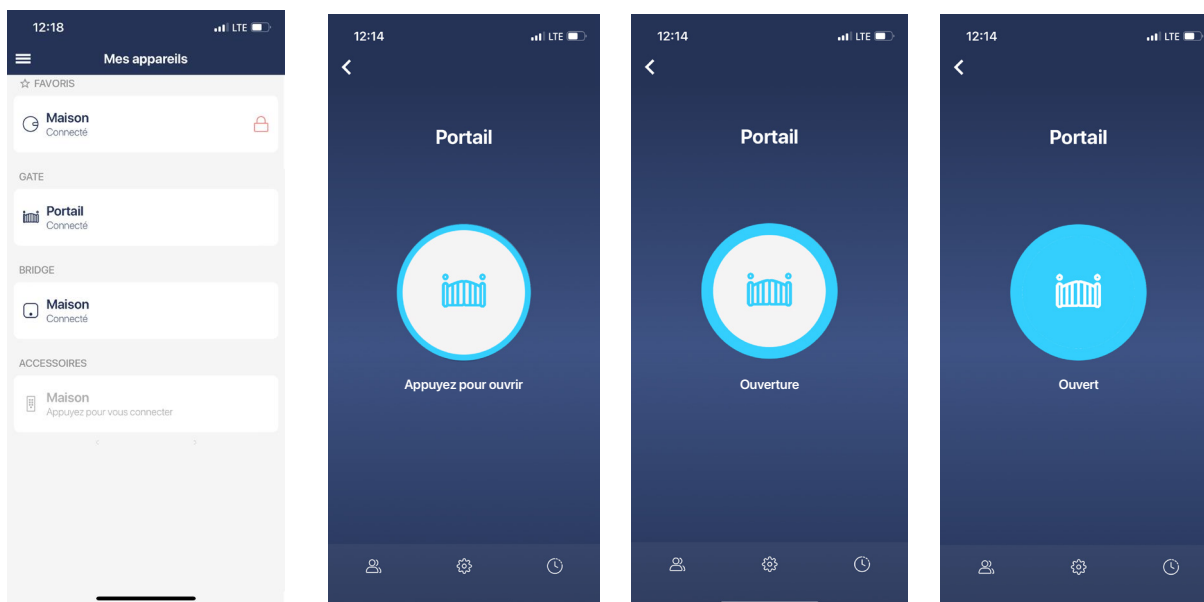 12:18
LTE
Mes appareils
FAVORIS
Maison
Connecté
GATE
Portail
Connecté
BRIDGE
Maison
Connecté
ACCESSOIRES
Maison
Appuyez pour vous connecter
12:14
LTE
Portail
Appuyez pour ouvrir
12:14
LTE
Portail
Ouverture
12:14
LTE
Portail
Ouvert